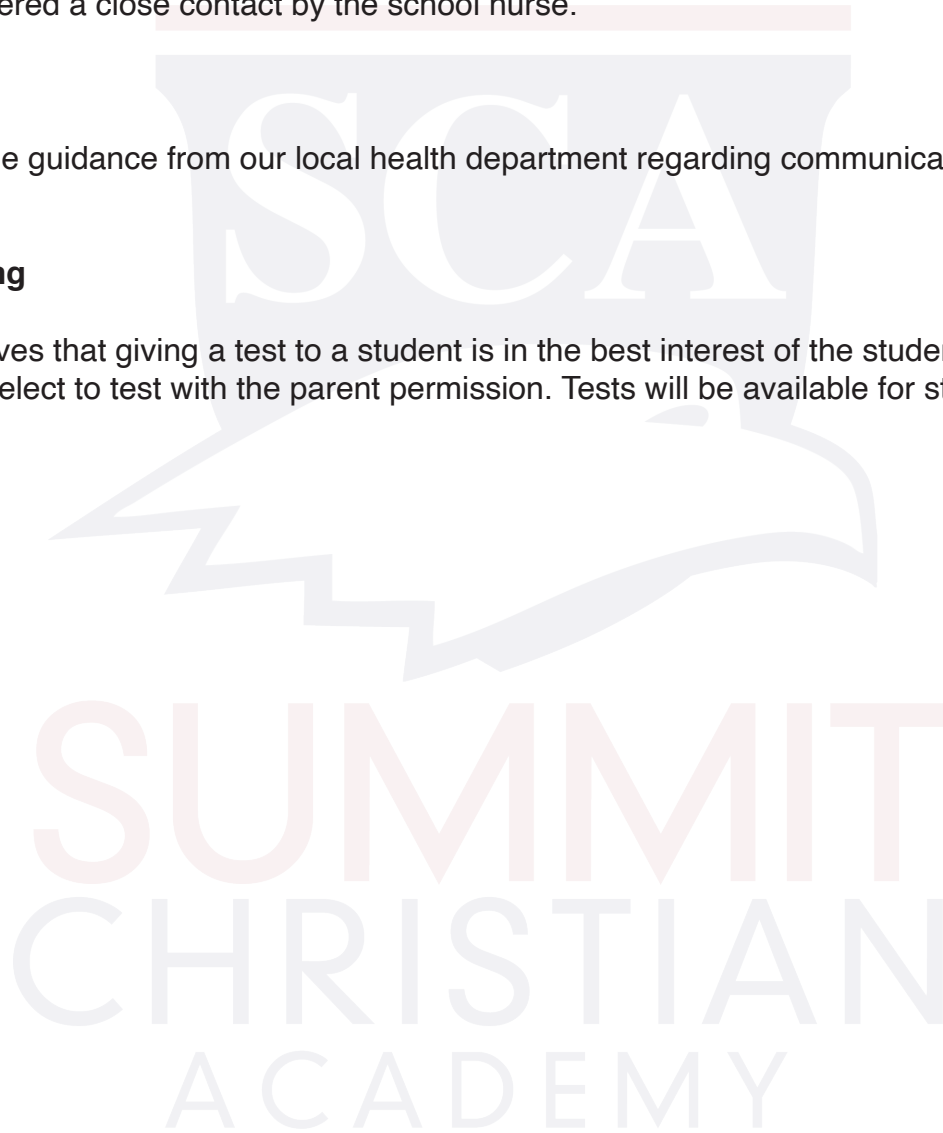 ered a close contact by the school nurse.
SCA
e guidance from our local health department regarding communica
ng
ves that giving a test to a student is in the best interest of the studen
elect to test with the parent permission. Tests will be available for st
SUMMIT
CHRISTIAN
ACADEMY